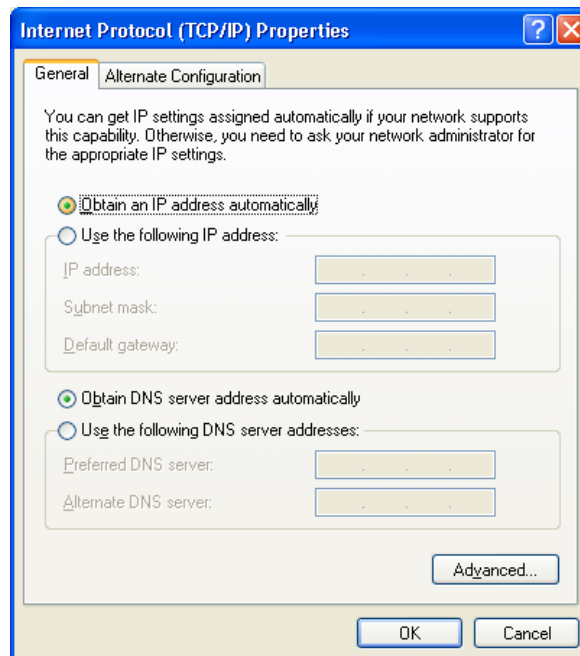 Internet Protocol (TCP/IP) Properties
General
Alternate Configuration
You can get IP settings assigned automatically if your network supports
this capability. Otherwise, you need to ask your network administrator for
the appropriate IP settings.
Obtain an IP address automatically
Use the following IP address:
IP address:
Subnet mask:
Default gateway:
Obtain DNS server address automatically
Use the following DNS server addresses:
Preferred DNS server:
Alternate DNS server:
Advanced...
OK
Cancel